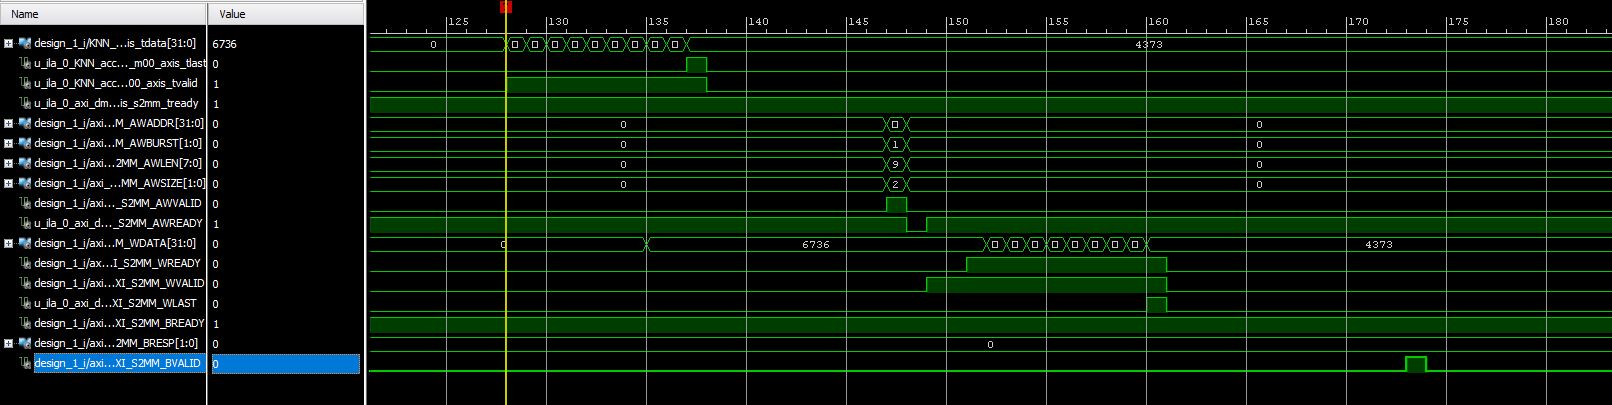 Name Value
125 130 135 140 145 150 155 160 165 170 175 180
design_1_i/KNN_...is_tdata[31:0] 6736 0 0 0 0 0 0 0 0 0 0 4373
u_ila_0_KNN_acc..._m00_axis_tlast 0
u_ila_0_KNN_acc...00_axis_tvalid 1
u_ila_0_axi_dm...is_s2mm_tready 1
design_1_i/axi...M_AWADDR[31:0] 0 0 0 0
design_1_i/axi...M_AWBURST[1:0] 0 0 1 0
design_1_i/axi...2MM_AWLEN[7:0] 0 0 9 0
design_1_i/axi_...MM_AWSIZE[1:0] 0 0 2 0
design_1_i/axi..._S2MM_AWVALID 0
u_ila_0_axi_d..._S2MM_AWREADY 1
design_1_i/axi...M_WDATA[31:0] 0 0 6736 0 0 0 0 0 0 0 0 4373
design_1_i/ax...I_S2MM_WREADY 0
design_1_i/axi...XI_S2MM_WVALID 0
u_ila_0_axi_d...XI_S2MM_WLAST 0
design_1_i/axi...XI_S2MM_BREADY 1
design_1_i/axi...2MM_BRESP[1:0] 0 0
design_1_i/axi...XI_S2MM_BVALID 0